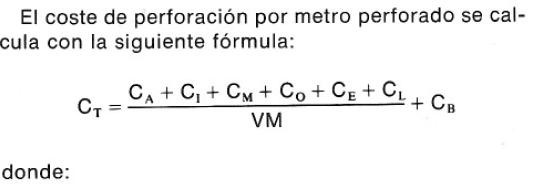 El coste de perforación por metro perforado se cal-
cula con la siguiente fórmula:
C_T = (C_A + C_I + C_M + C_O + C_E + C_L) / VM + C_B
donde: